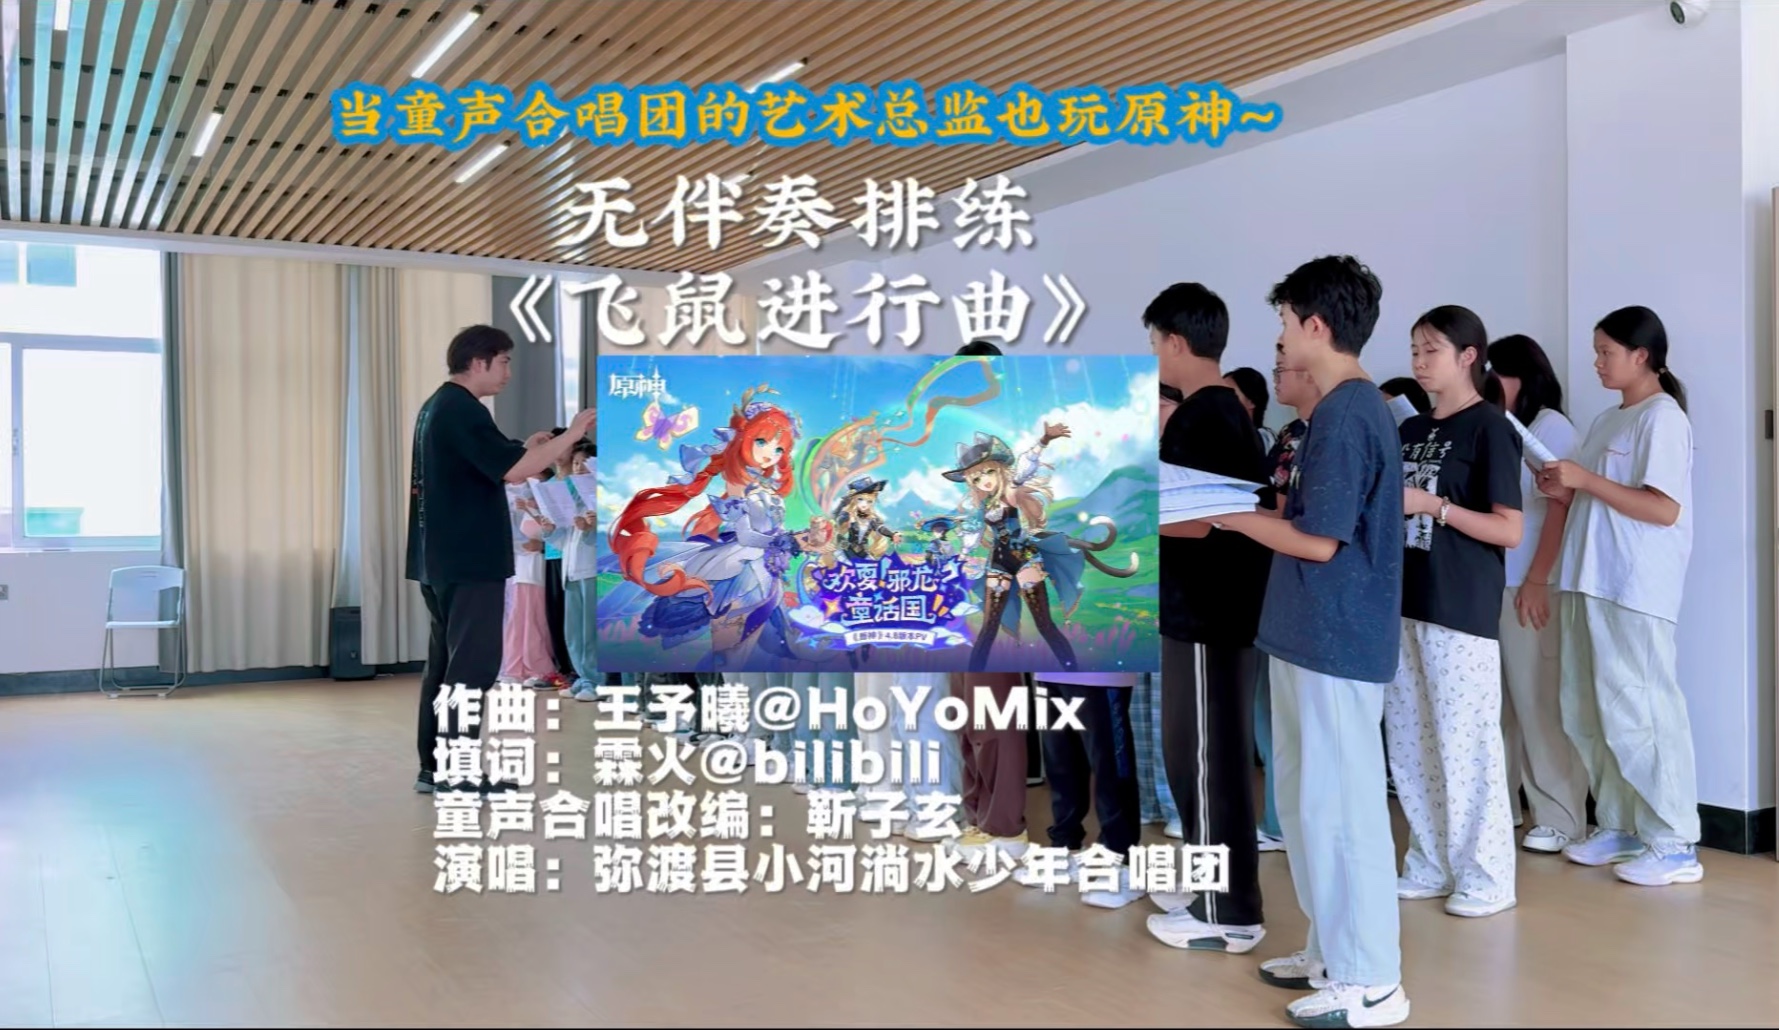 当童声合唱团的艺术总监也玩原神~
无伴奏排练
《飞鼠进行曲》
原神
欢耍！邪龙？
童话国！！
《原神》4.8版本PV
作曲：王予曦@HoYoMix
填词：霖火@bilibili
童声合唱改编：靳子玄
演唱：弥渡县小河淌水少年合唱团